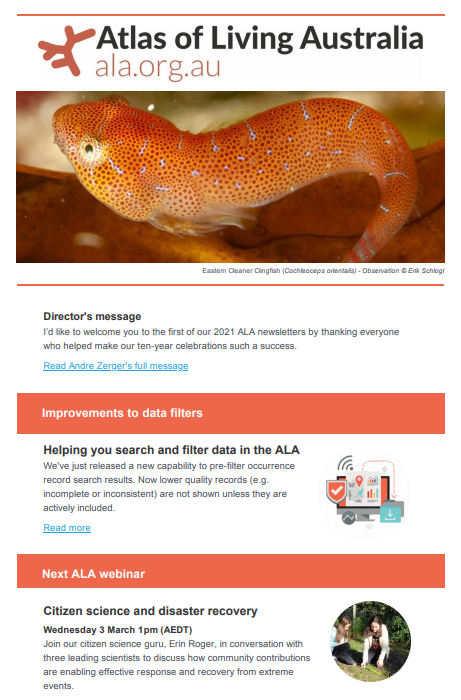 Atlas of Living Australia
ala.org.au
Eastern Cleaner Clingfish (Cochleoceps orientalis) - Observation © Erik Schlogl
Director's message
I'd like to welcome you to the first of our 2021 ALA newsletters by thanking everyone
who helped make our ten-year celebrations such a success.
Read Andre Zerger's full message
Improvements to data filters
Helping you search and filter data in the ALA
We've just released a new capability to pre-filter occurrence
record search results. Now lower quality records (e.g.
incomplete or inconsistent) are not shown unless they are
actively included.
Read more
Next ALA webinar
Citizen science and disaster recovery
Wednesday 3 March 1pm (AEDT)
Join our citizen science guru, Erin Roger, in conversation with
three leading scientists to discuss how community contributions
are enabling effective response and recovery from extreme
events.